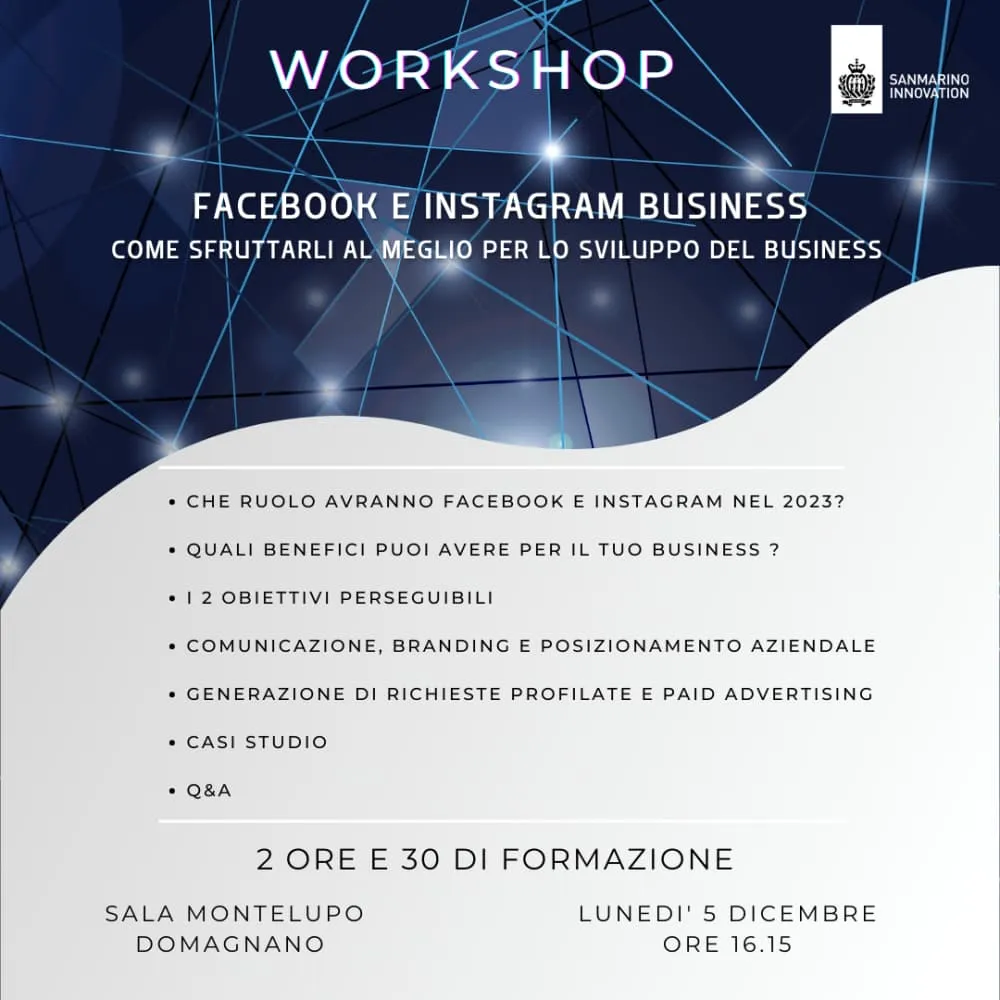 WORKSHOP
SANMARINO
INNOVATION
FACEBOOK E INSTAGRAM BUSINESS
COME SFRUTTARLI AL MEGLIO PER LO SVILUPPO DEL BUSINESS
• CHE RUOLO AVRANNO FACEBOOK E INSTAGRAM NEL 2023?
• QUALI BENEFICI PUOI AVERE PER IL TUO BUSINESS ?
• I 2 OBIETTIVI PERSEGUIBILI
• COMUNICAZIONE, BRANDING E POSIZIONAMENTO AZIENDALE
• GENERAZIONE DI RICHIESTE PROFILATE E PAID ADVERTISING
• CASI STUDIO
• Q&A
2 ORE E 30 DI FORMAZIONE
SALA MONTELUPO
DOMAGNANO
LUNEDI' 5 DICEMBRE
ORE 16.15